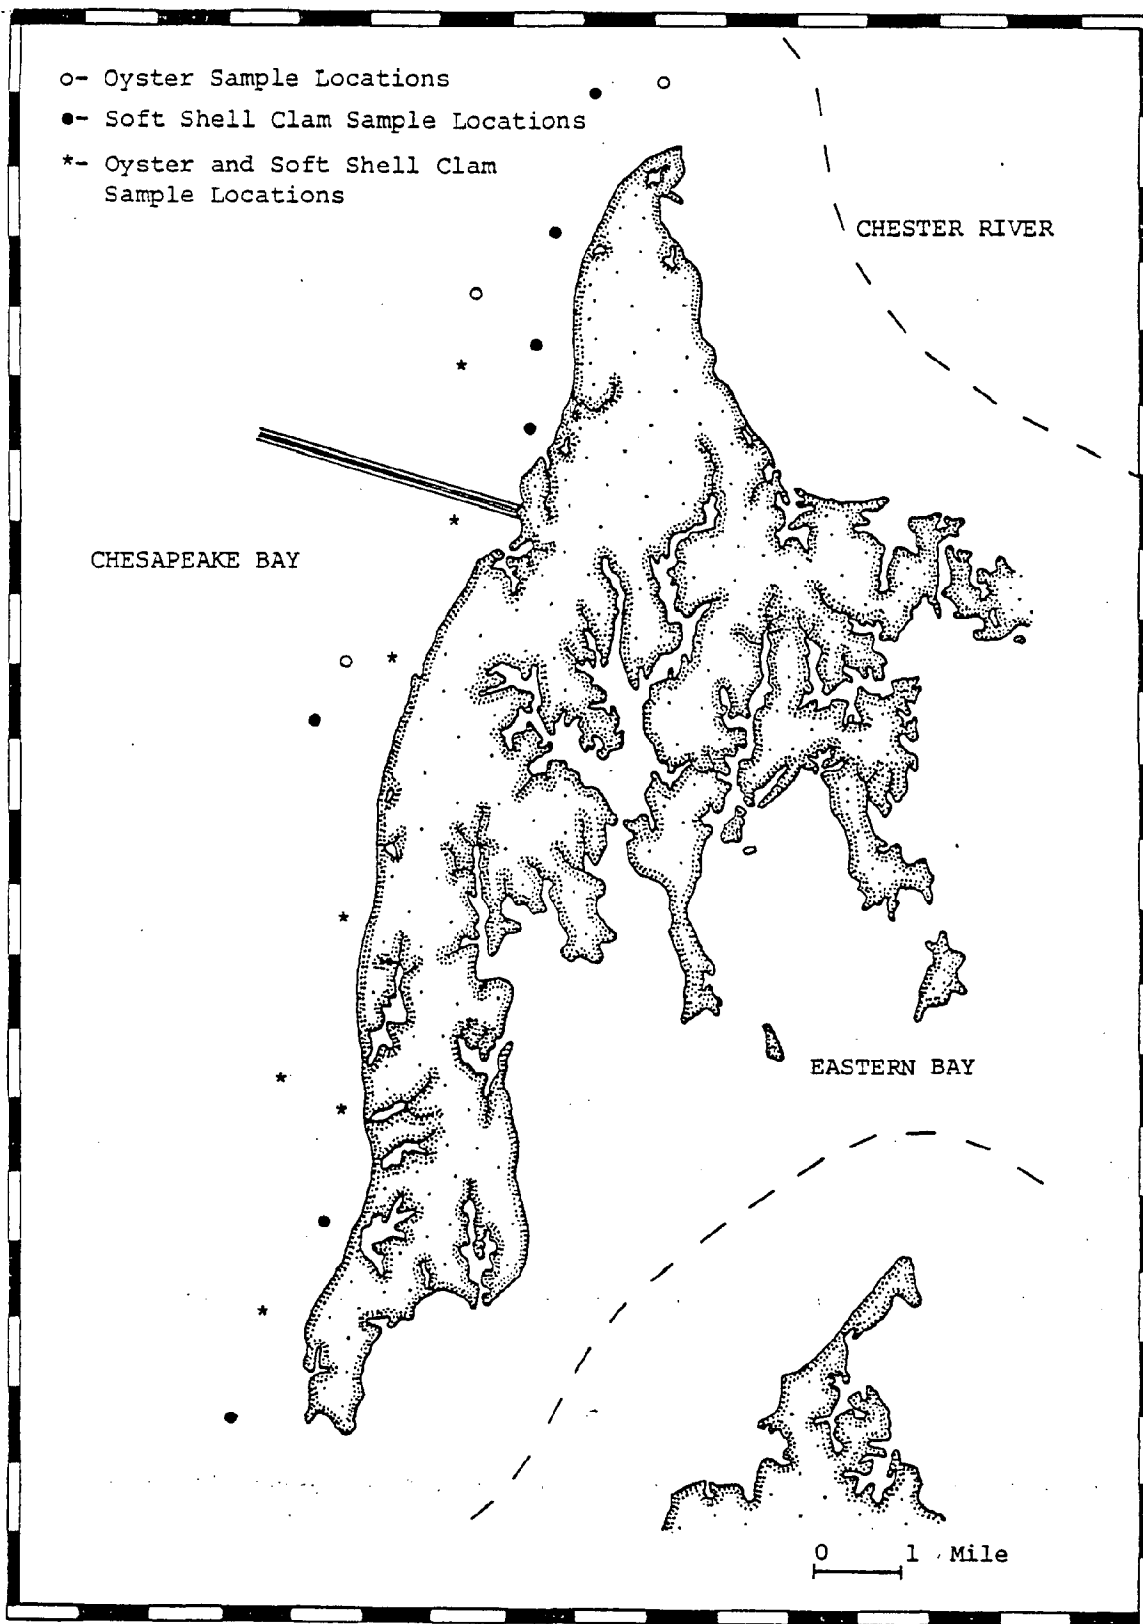 o- Oyster Sample Locations
●- Soft Shell Clam Sample Locations
*- Oyster and Soft Shell Clam
Sample Locations
CHESTER RIVER
CHESAPEAKE BAY
EASTERN BAY
0 1 Mile